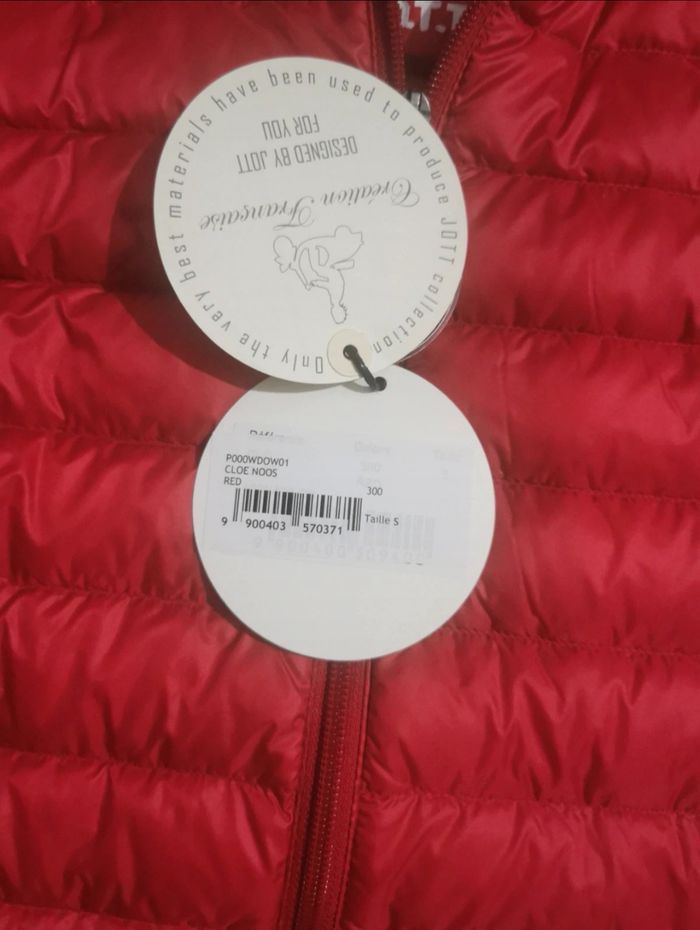 Only the very best materials have been used to produce JOTT collection
Création Française
DESIGNED BY JOTT
FOR YOU
P000WDOW01
CLOE NOOS
RED
300
9 900403 570371
Taille S